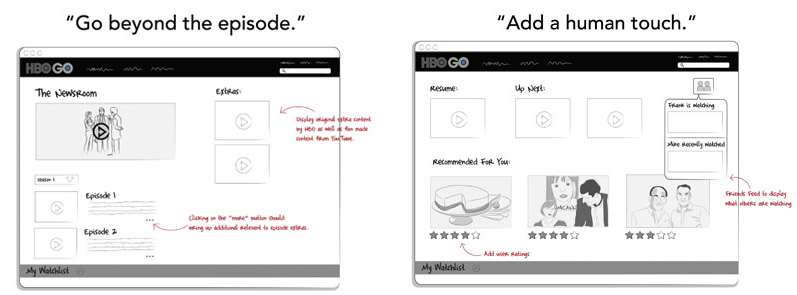 “Go beyond the episode.”
HBO GO
The Newsroom
Extras:
Display original extra content
by HBO as well as fan made
content from YouTube.
Season 1
Episode 1
Clicking on the "more" button should
bring up additional relevant to episode extras.
Episode 2
My Watchlist
“Add a human touch.”
HBO GO
Resume:
Up Next:
Frank is watching
Mike recently watched
Recommended For You:
Friends feed to display
what others are watching
Add user ratings
My Watchlist